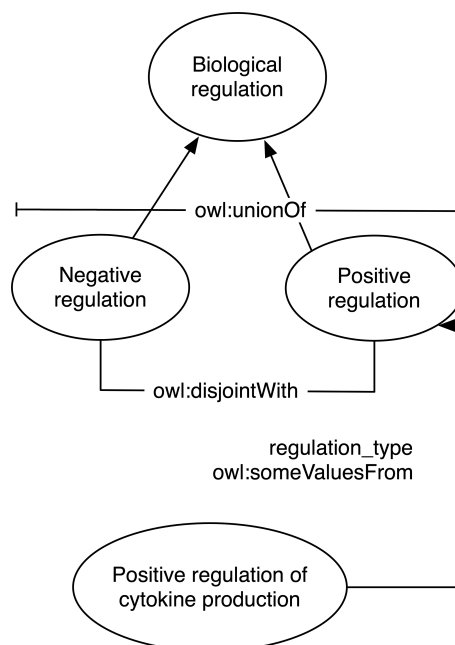 Biological
regulation
owl:unionOf
Negative
regulation
Positive
regulation
owl:disjointWith
regulation_type
owl:someValuesFrom
Positive regulation of
cytokine production